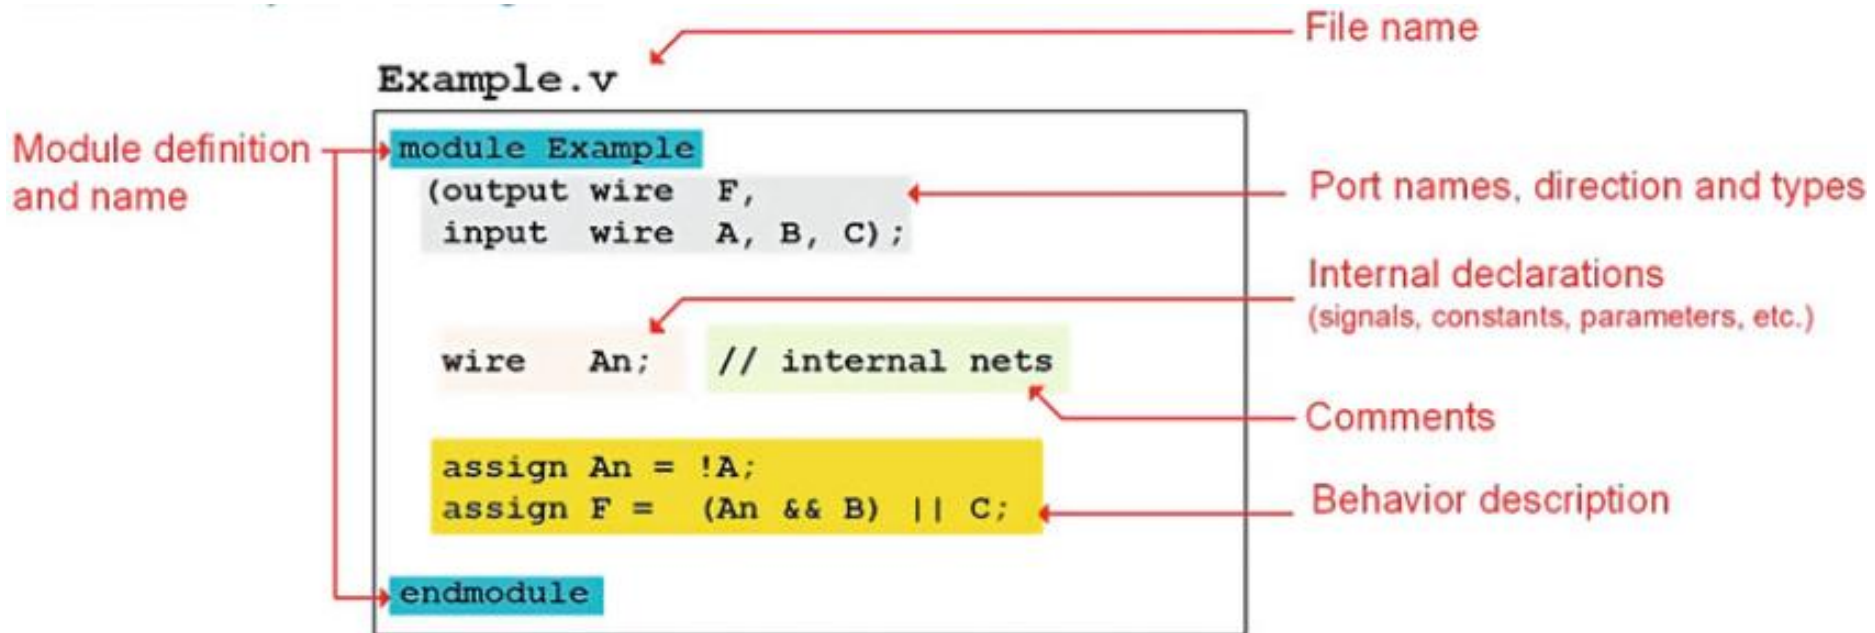 File name
Example.v
Module definition
and name
module Example
(output wire F,
input wire A, B, C);
Port names, direction and types
Internal declarations
(signals, constants, parameters, etc.)
wire An; // internal nets
Comments
assign An = !A;
assign F = (An && B) || C;
Behavior description
endmodule